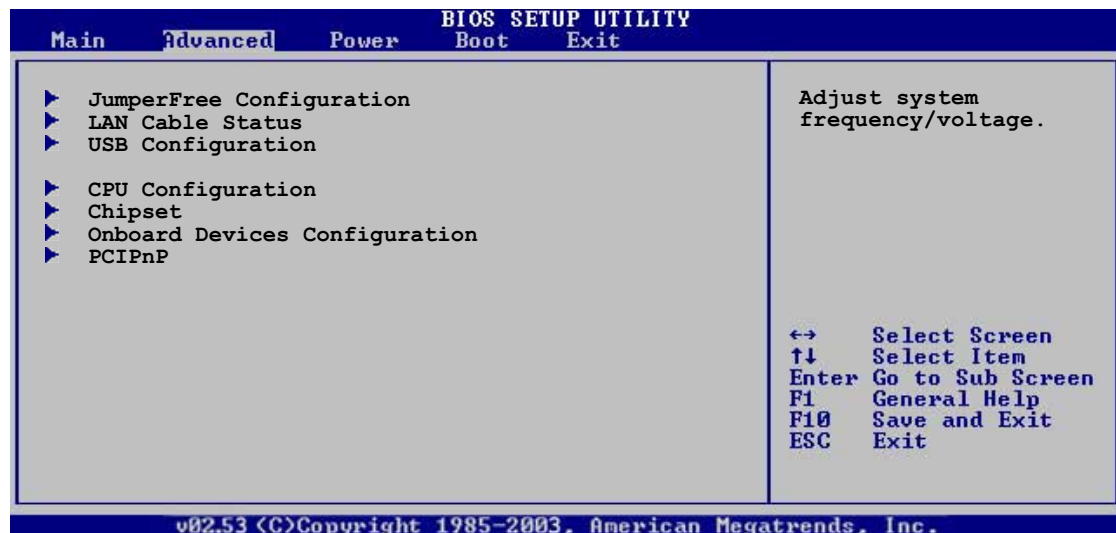 BIOS SETUP UTILITY
Main Advanced Power Boot Exit
JumperFree Configuration
LAN Cable Status
USB Configuration
CPU Configuration
Chipset
Onboard Devices Configuration
PCIPnP
Adjust system
frequency/voltage.
←→ Select Screen
↑↓ Select Item
Enter Go to Sub Screen
F1 General Help
F10 Save and Exit
ESC Exit
v02.53 (C)Copyright 1985-2003, American Megatrends, Inc.